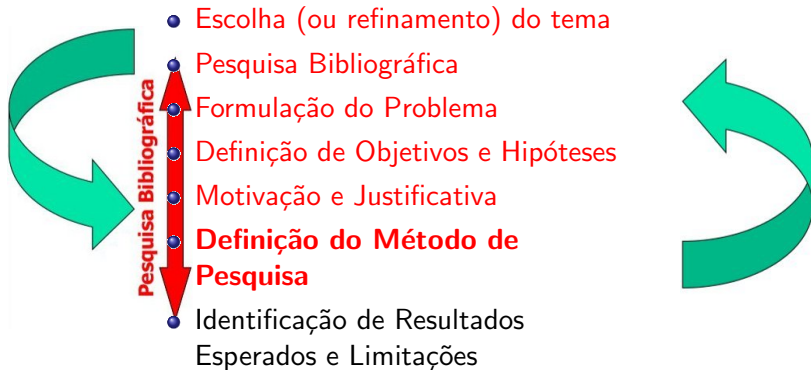 Escolha (ou refinamento) do tema
Pesquisa Bibliográfica
Formulação do Problema
Definição de Objetivos e Hipóteses
Motivação e Justificativa
Definição do Método de
Pesquisa
Identificação de Resultados
Esperados e Limitações
Pesquisa Bibliográfica